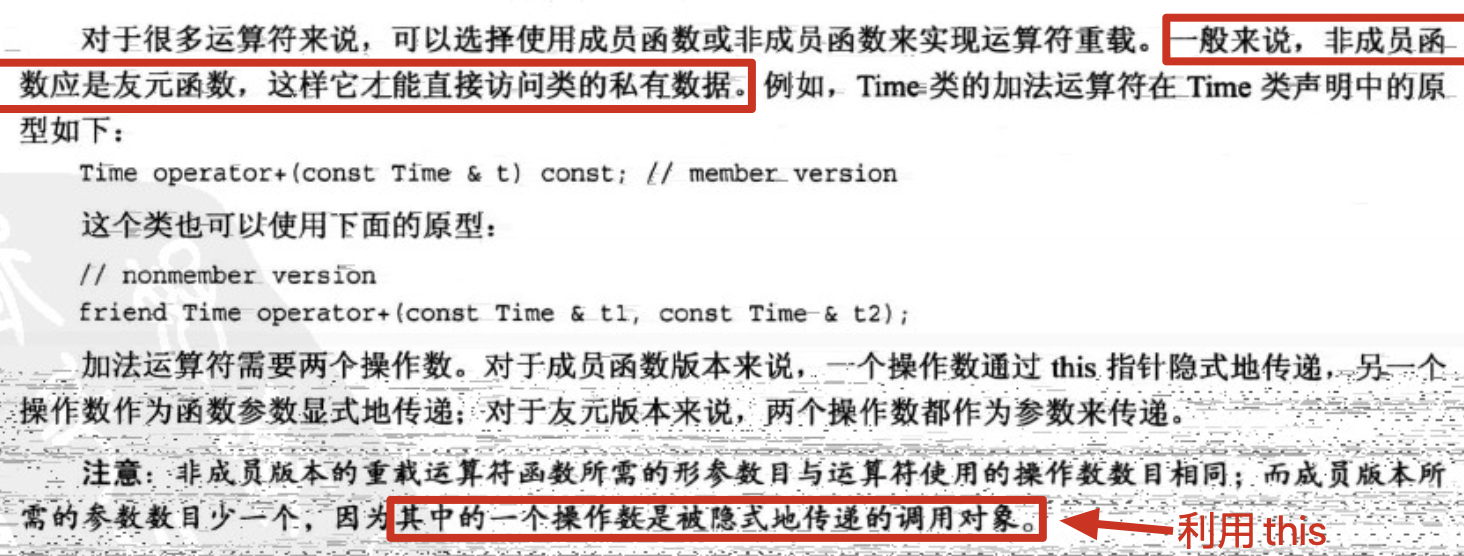 对于很多运算符来说，可以选择使用成员函数或非成员函数来实现运算符重载。一般来说，非成员函
数应是友元函数，这样它才能直接访问类的私有数据。例如，Time 类的加法运算符在 Time 类声明中的原
型如下：
Time operator+(const Time & t) const; // member version
这个类也可以使用下面的原型：
// nonmember version
friend Time operator+(const Time & t1, const Time & t2);
加法运算符需要两个操作数。对于成员函数版本来说，一个操作数通过 this 指针隐式地传递，另一个
操作数作为函数参数显式地传递；对于友元版本来说，两个操作数都作为参数来传递。
注意：非成员版本的重载运算符函数所需的形参数目与运算符使用的操作数数目相同；而成员版本所
需的参数数目少一个，因为其中的一个操作数是被隐式地传递的调用对象。
利用 this